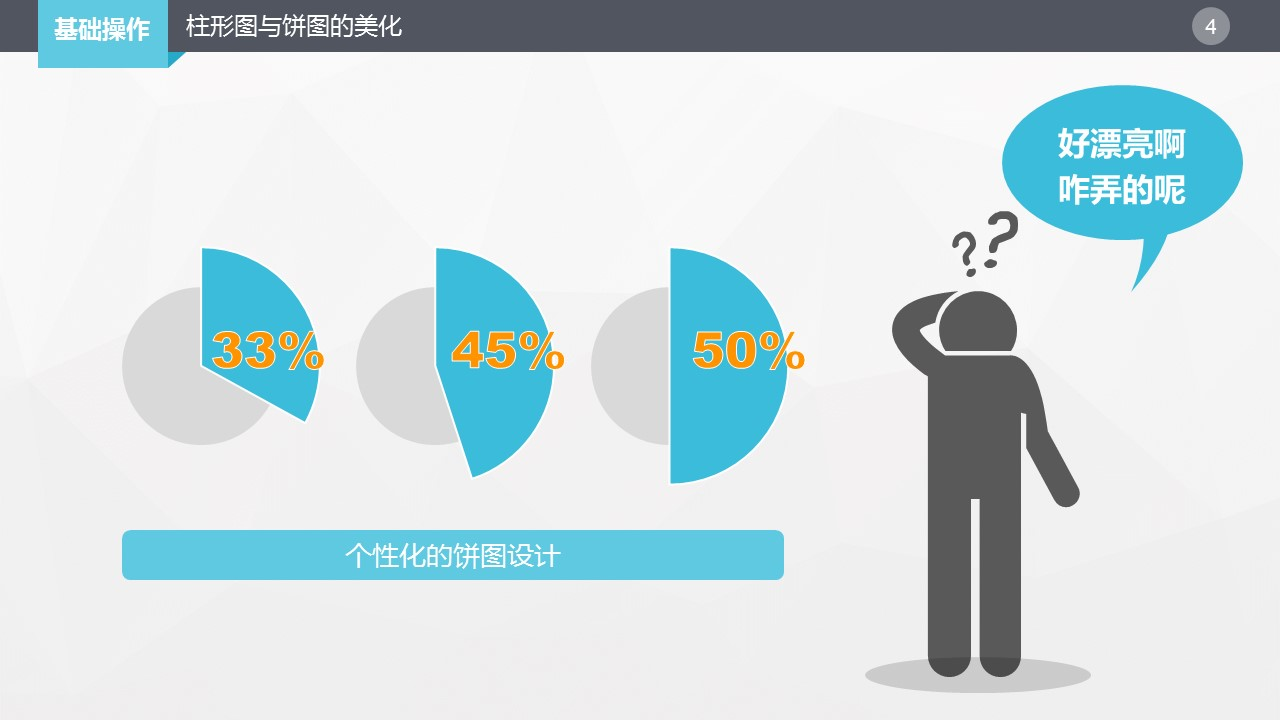 基础操作
柱形图与饼图的美化
4
好漂亮啊
咋弄的呢
??
33%
45%
50%
个性化的饼图设计